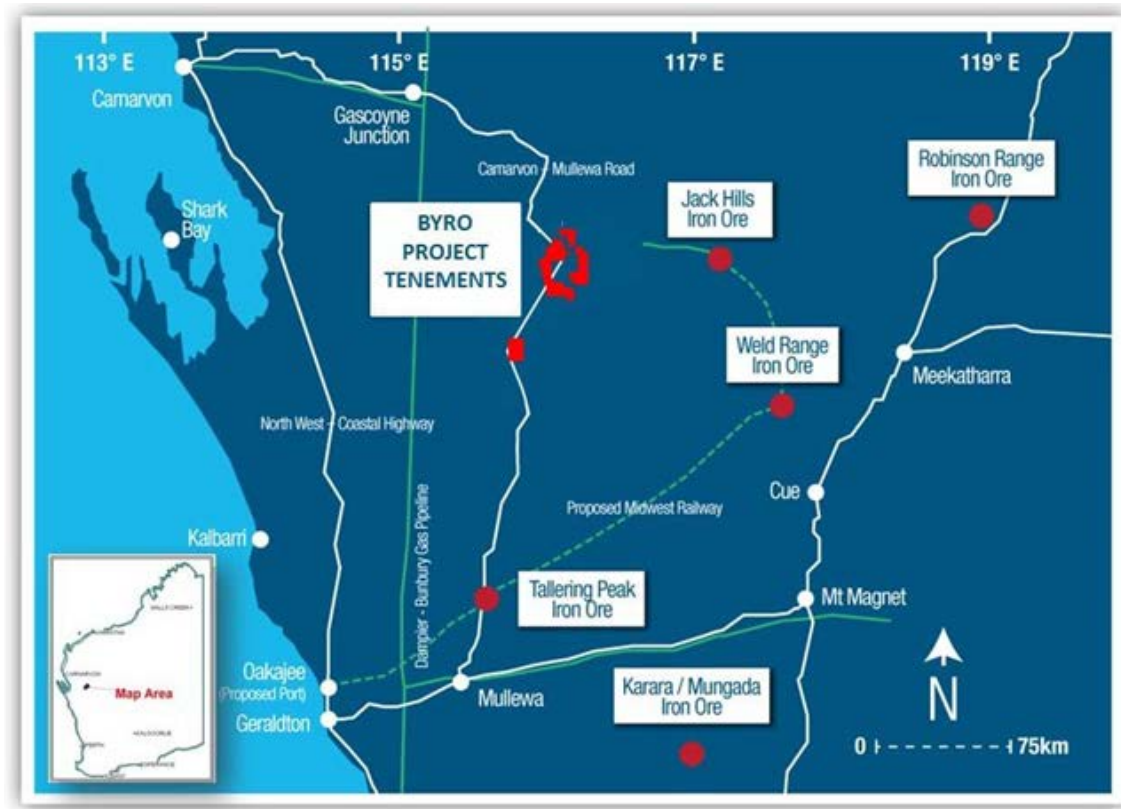 113° E
115° E
117° E
119° E
Carnarvon
Gascoyne
Junction
Carnarvon - Mullewa Road
Robinson Range
Iron Ore
Jack Hills
Iron Ore
Shark
Bay
BYRO
PROJECT
TENEMENTS
Weld Range
Iron Ore
Meekatharra
North West - Coastal Highway
Cue
Proposed Midwest Railway
Kalbarri
Dampier - Bunbury Gas Pipeline
Tallering Peak
Iron Ore
Mt Magnet
Oakajee
(Proposed Port)
Mullewa
Geraldton
Karara / Mungada
Iron Ore
N
0
75km
Map Area
PERTH